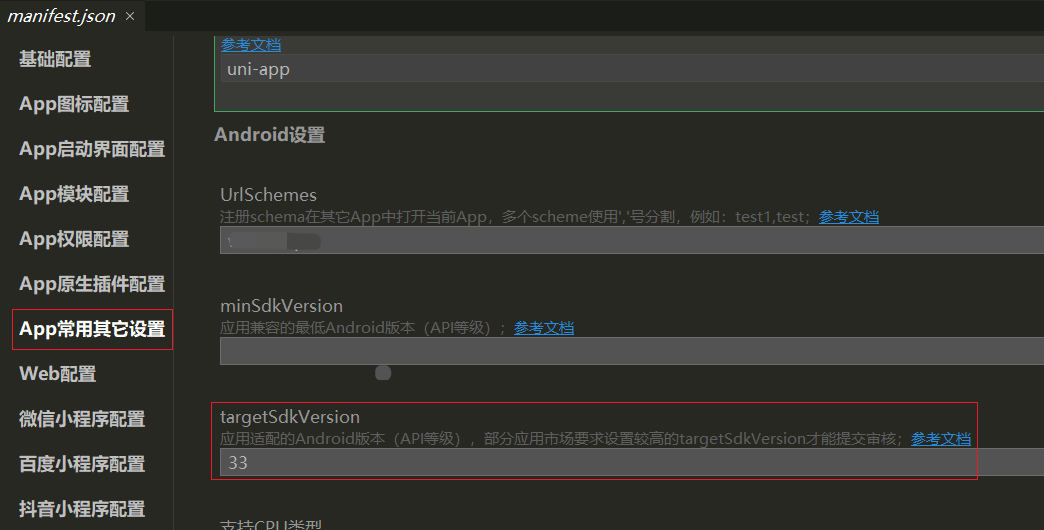 manifest.json ×
基础配置
App图标配置
App启动界面配置
App模块配置
App权限配置
App原生插件配置
App常用其它设置
Web配置
微信小程序配置
百度小程序配置
抖音小程序配置
参考文档
uni-app
Android设置
UrlSchemes
注册schema在其它App中打开当前App，多个scheme使用','号分割，例如：test1,test；参考文档
minSdkVersion
应用兼容的最低Android版本（API等级）；参考文档
targetSdkVersion
应用适配的Android版本（API等级），部分应用市场要求设置较高的targetSdkVersion才能提交审核；参考文档
33
支持CPU类型